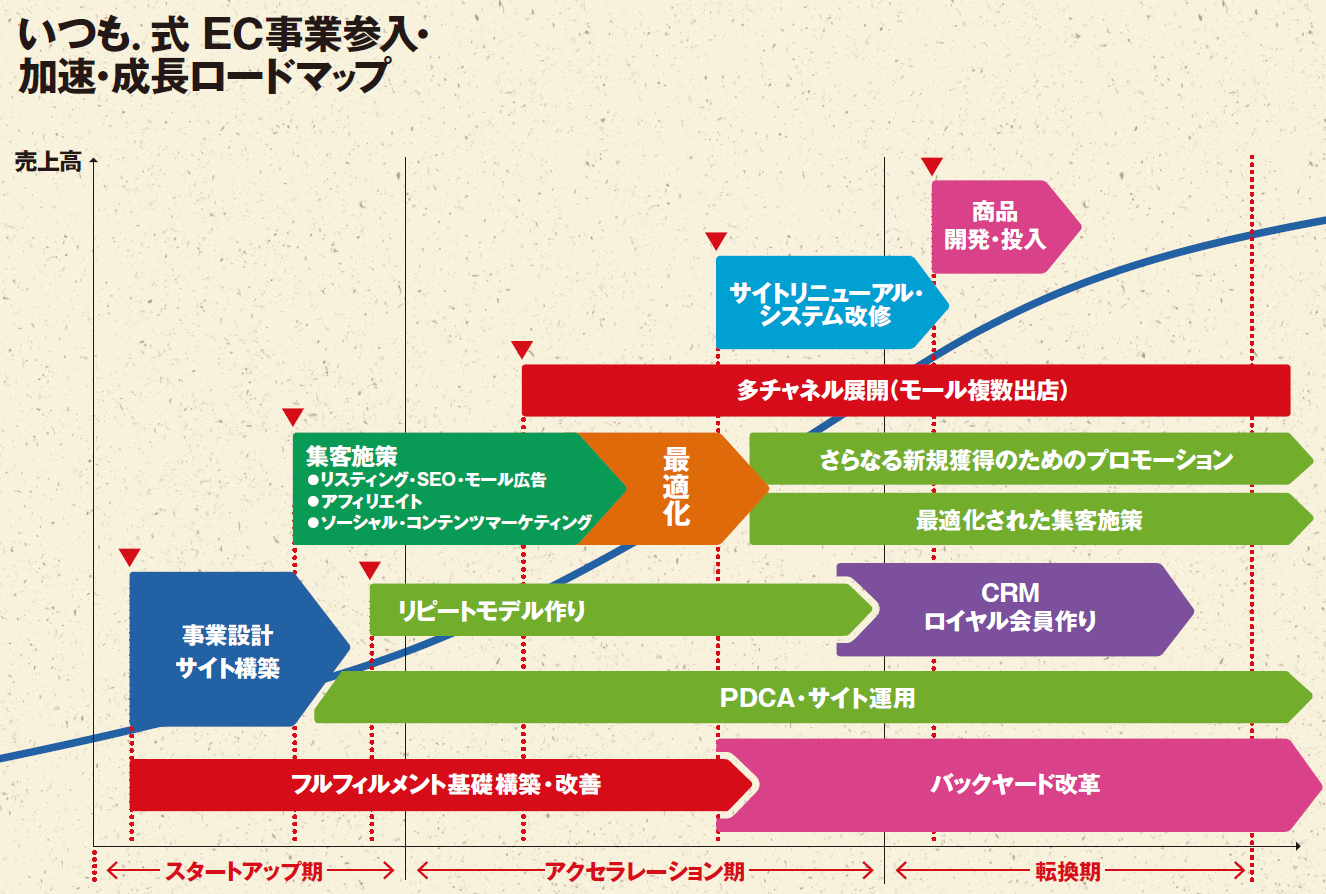 いつも.式 EC事業参入・
加速・成長ロードマップ
売上高
商品
開発・投入
サイトリニューアル・
システム改修
多チャネル展開(モール複数出店)
集客施策
●リスティング・SEO・モール広告
●アフィリエイト
●ソーシャル・コンテンツマーケティング
最適化
さらなる新規獲得のためのプロモーション
最適化された集客施策
事業設計
サイト構築
リピートモデル作り
CRM
ロイヤル会員作り
PDCA・サイト運用
フルフィルメント基礎構築・改善
バックヤード改革
スタートアップ期
アクセラレーション期
転換期